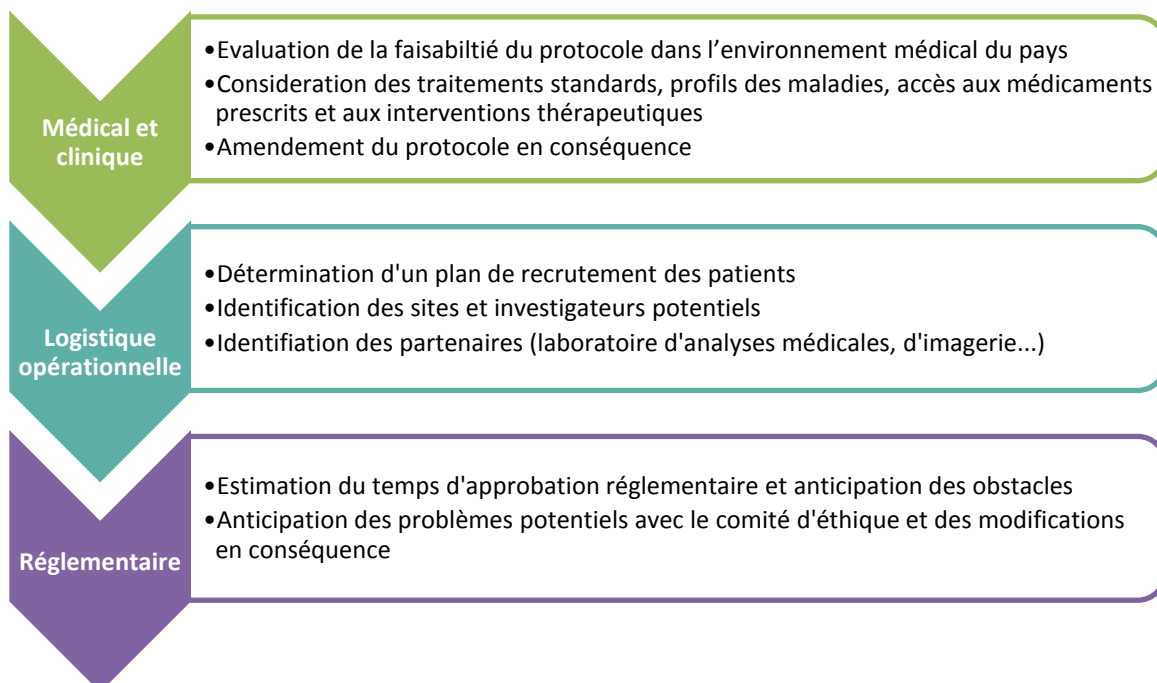 Médical et
clinique
•Evaluation de la faisabiltié du protocole dans l'environnement médical du pays
•Consideration des traitements standards, profils des maladies, accès aux médicaments
prescrits et aux interventions thérapeutiques
•Amendement du protocole en conséquence
Logistique
opérationnelle
•Détermination d'un plan de recrutement des patients
•Identification des sites et investigateurs potentiels
•Identifiation des partenaires (laboratoire d'analyses médicales, d'imagerie...)
Réglementaire
•Estimation du temps d'approbation réglementaire et anticipation des obstacles
•Anticipation des problèmes potentiels avec le comité d'éthique et des modifications
en conséquence